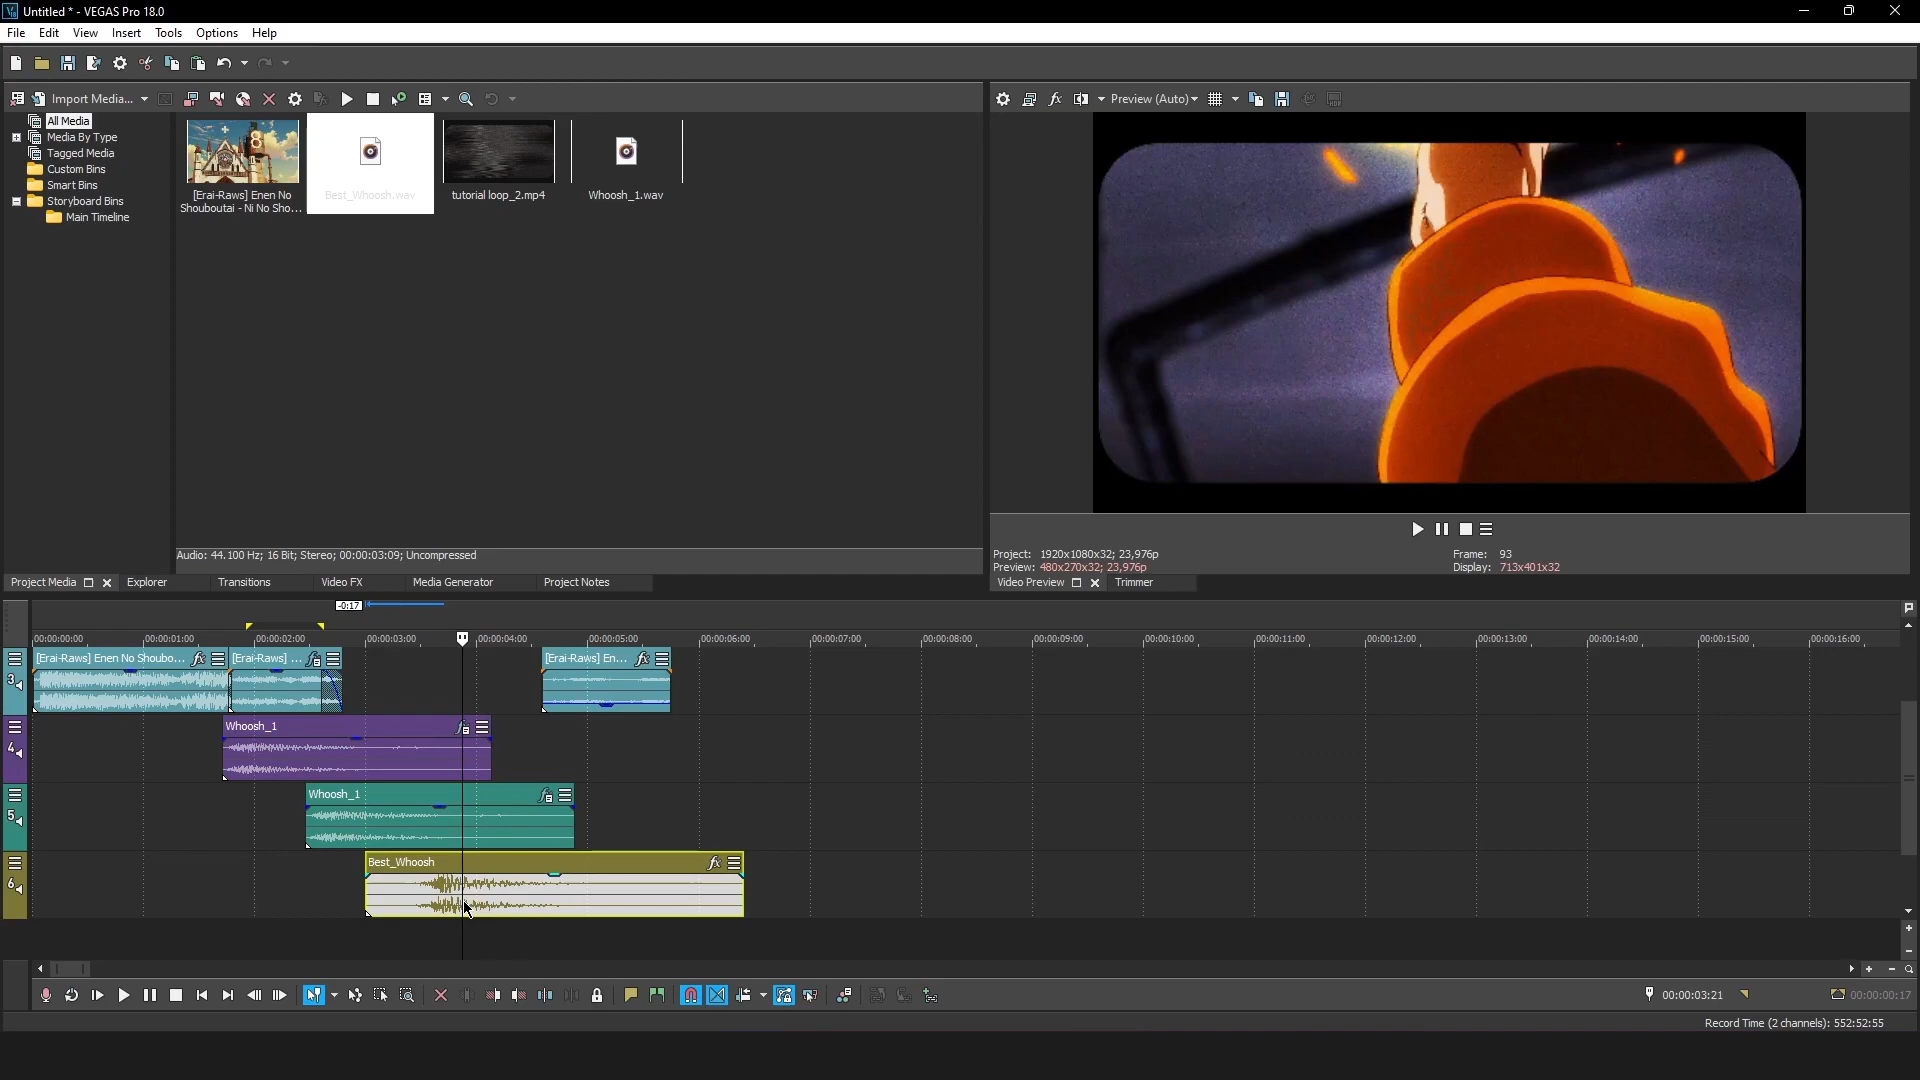 Untitled * - VEGAS Pro 18.0
File Edit View Insert Tools Options Help
Import Media... Preview (Auto)
All Media
Media By Type
Tagged Media
Custom Bins
Smart Bins
Storyboard Bins
Main Timeline
[Erai-Raws] Enen No
Shouboutai - Ni No Sho...
Best_Whoosh.wav
tutorial loop_2.mp4
Whoosh_1.wav
Audio: 44.100 Hz; 16 Bit; Stereo; 00:00:03:09; Uncompressed
Project: 1920x1080x32; 23,976p
Preview: 480x270x32; 23,976p
Frame: 93
Display: 713x401x32
Project Media Explorer Transitions Video FX Media Generator Project Notes
Video Preview Trimmer
-0:17
00:00:00:00 00:00:01:00 00:00:02:00 00:00:03:00 00:00:04:00 00:00:05:00 00:00:06:00 00:00:07:00 00:00:08:00 00:00:09:00 00:00:10:00 00:00:11:00 00:00:12:00 00:00:13:00 00:00:14:00 00:00:15:00 00:00:16:00
3 [Erai-Raws] Enen No Shoubo... fx [Erai-Raws] ... [Erai-Raws] En... fx
4 Whoosh_1
5 Whoosh_1
6 Best_Whoosh fx
00:00:03:21 00:00:00:17
Record Time (2 channels): 552:52:55